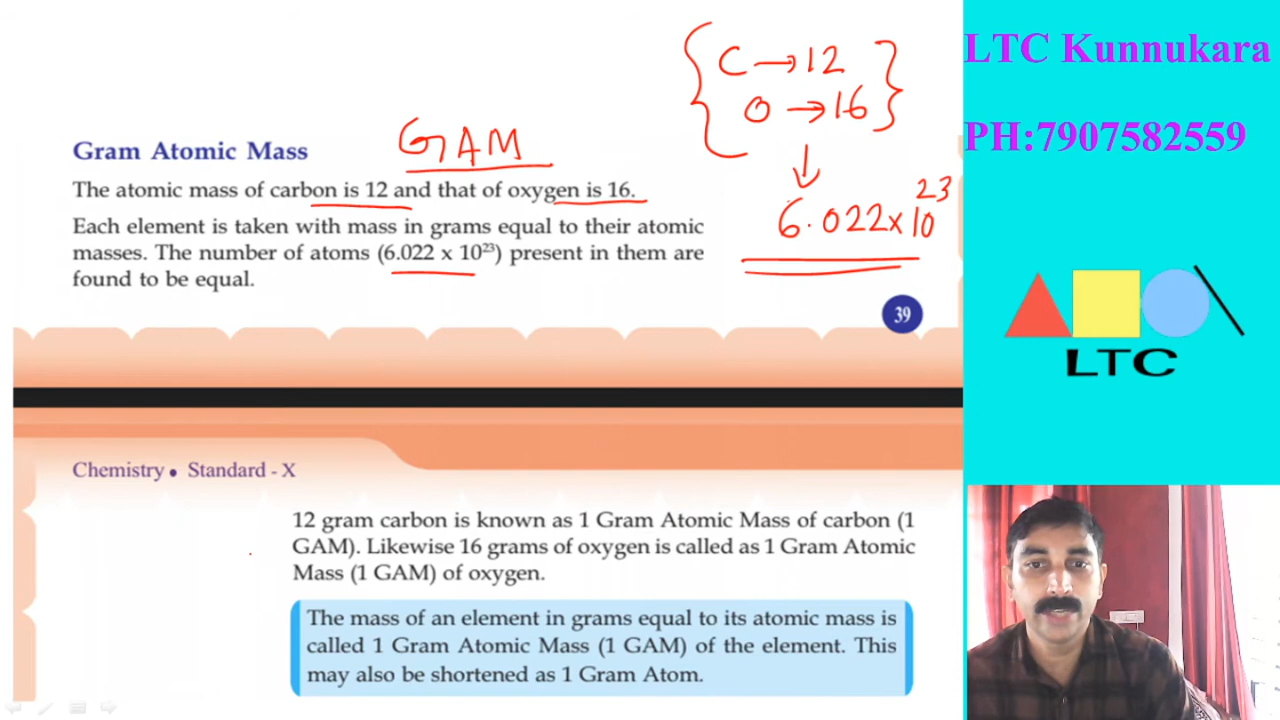 LTC Kunnukara
PH:7907582559
C → 12
O → 16
6.022x10²³
GAM
Gram Atomic Mass
The atomic mass of carbon is 12 and that of oxygen is 16.
Each element is taken with mass in grams equal to their atomic
masses. The number of atoms (6.022 x 10²³) present in them are
found to be equal.
39
LTC
Chemistry • Standard - X
12 gram carbon is known as 1 Gram Atomic Mass of carbon (1
GAM). Likewise 16 grams of oxygen is called as 1 Gram Atomic
Mass (1 GAM) of oxygen.
The mass of an element in grams equal to its atomic mass is
called 1 Gram Atomic Mass (1 GAM) of the element. This
may also be shortened as 1 Gram Atom.